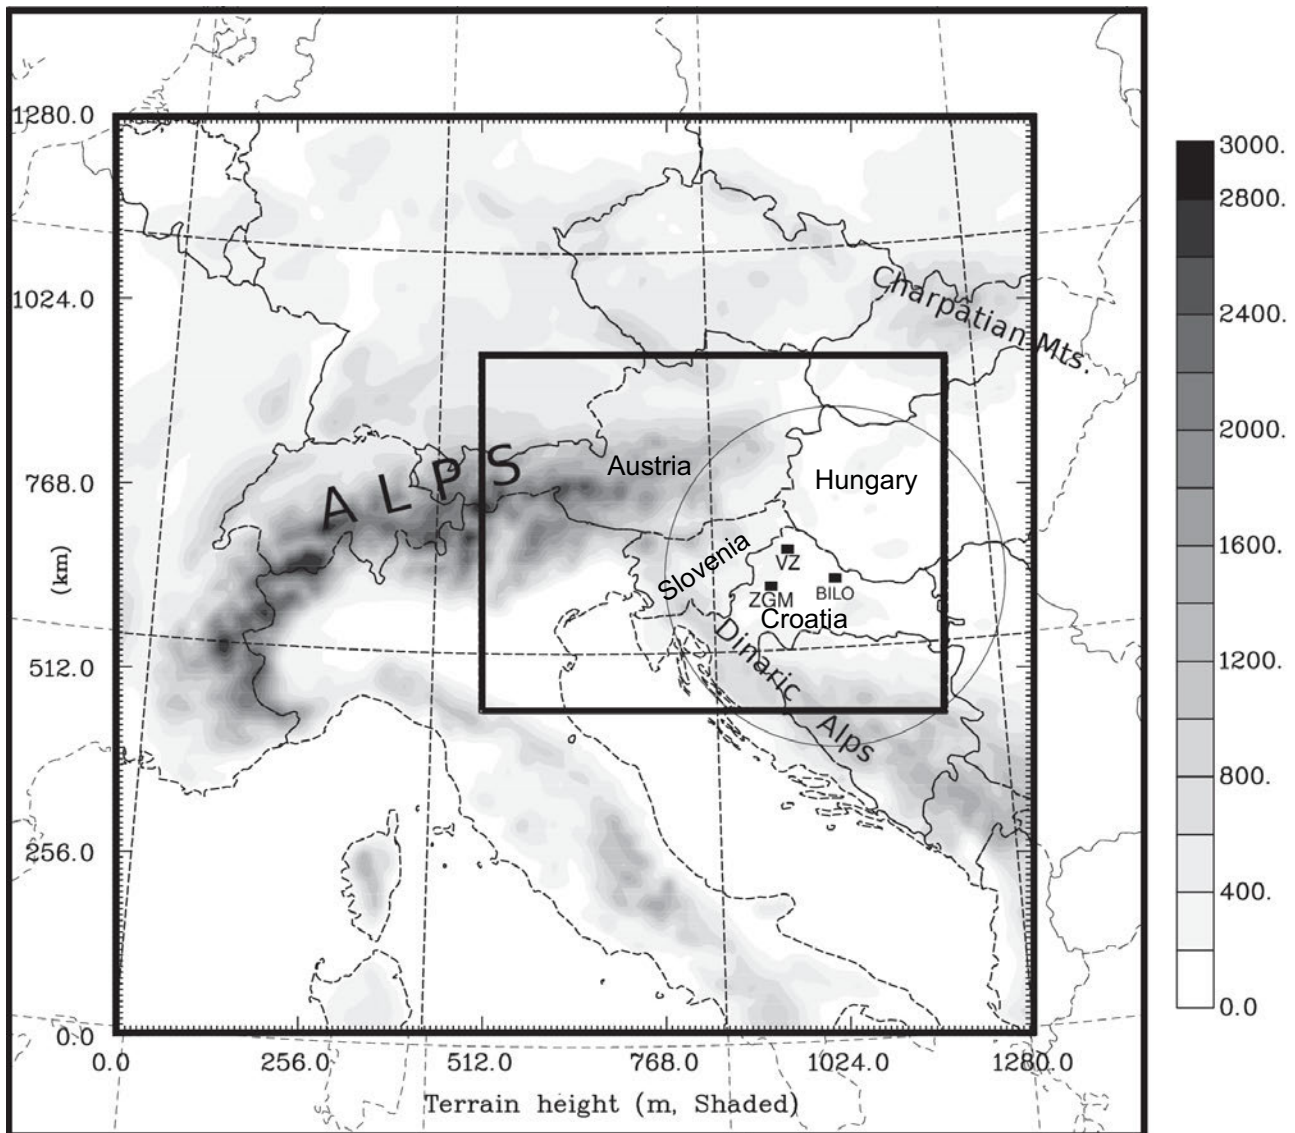 1280.0
1024.0
768.0
512.0
256.0
0.0
(km)
0.0
256.0
512.0
768.0
1024.0
1280.0
Terrain height (m, Shaded)
ALPS
Charpatian Mts.
Austria
Hungary
Slovenia
VZ
ZGM
BILO
Croatia
Dinaric
Alps
3000.
2800.
2400.
2000.
1600.
1200.
800.
400.
0.0